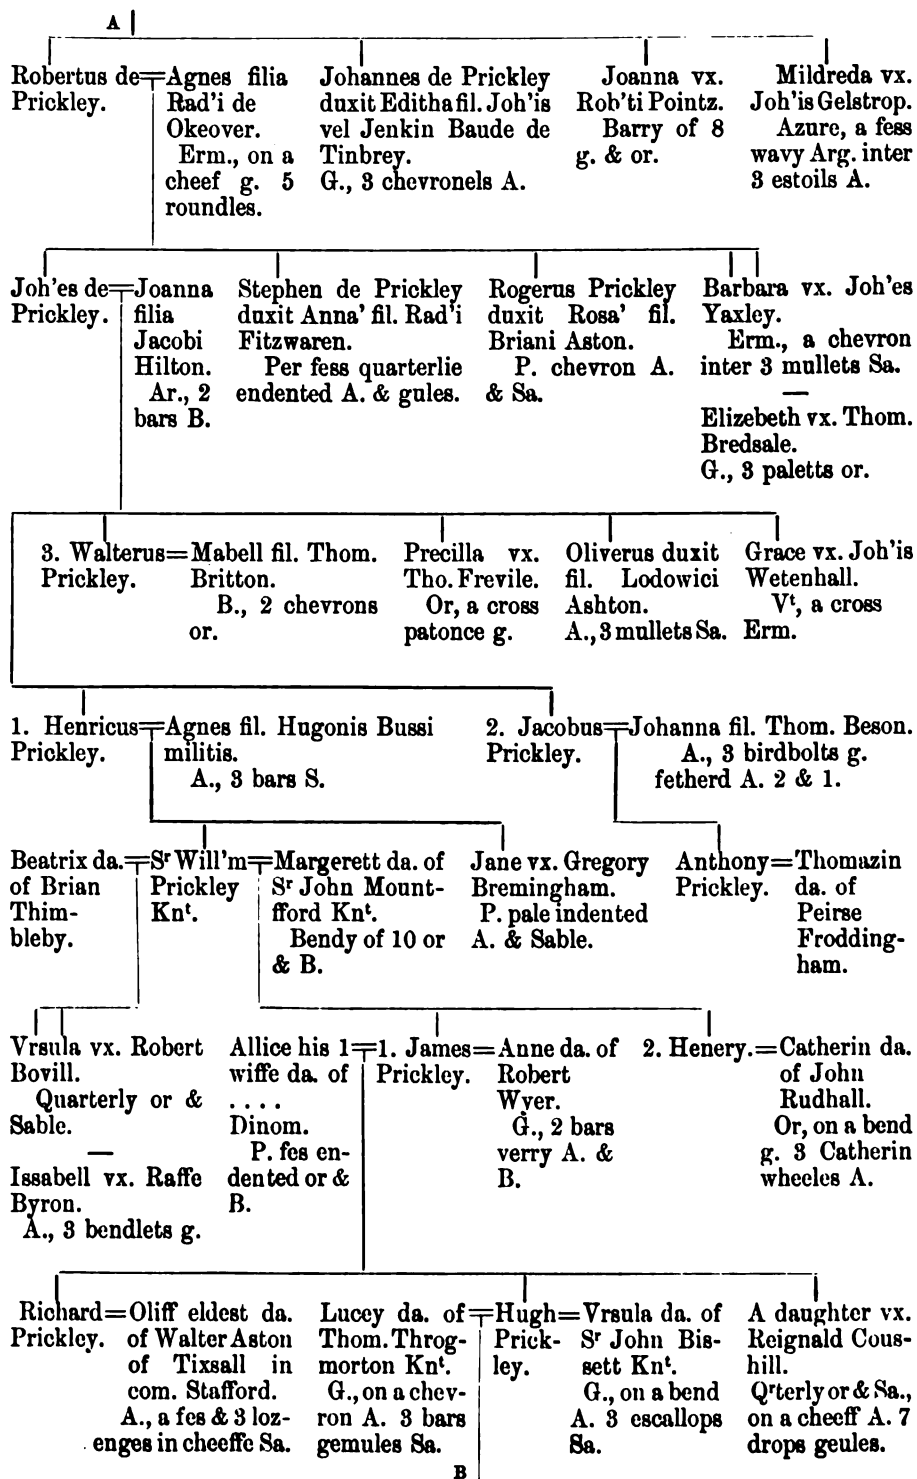 A
Robertus de
Prickley.
Agnes filia
Rad'i de
Okeover.
Erm., on a
cheef g. 5
roundles.
Johannes de Prickley
duxit Editha fil. Joh'is
vel Jenkin Baude de
Tinbrey.
G., 3 chevronels A.
Joanna vx.
Rob'ti Pointz.
Barry of 8
g. & or.
Mildreda vx.
Joh'is Gelstrop.
Azure, a fess
wavy Arg. inter
3 estoils A.
Joh'es de
Prickley.
Joanna
filia
Jacobi
Hilton.
Ar., 2
bars B.
Stephen de Prickley
duxit Anna' fil. Rad'i
Fitzwaren.
Per fess quarterlie
endented A. & gules.
Rogerus Prickley
duxit Rosa' fil.
Briani Aston.
P. chevron A.
& Sa.
Barbara vx. Joh'es
Yaxley.
Erm., a chevron
inter 3 mullets Sa.
—
Elizebeth vx. Thom.
Bredsale.
G., 3 paletts or.
3. Walterus=
Prickley.
Mabell fil. Thom.
Britton.
B., 2 chevrons
or.
Precilla vx.
Tho. Frevile.
Or, a cross
patonce g.
Oliverus duxit
fil. Lodowici
Ashton.
A., 3 mullets Sa.
Grace vx. Joh'is
Wetenhall.
Vᵗ, a cross
Erm.
1. Henricus
Prickley.
Agnes fil. Hugonis Bussi
militis.
A., 3 bars S.
2. Jacobus
Prickley.
Johanna fil. Thom. Beson.
A., 3 birdbolts g.
fetherd A. 2 & 1.
Beatrix da.
of Brian
Thim-
bleby.
Sʳ Will'm
Prickley
Knᵗ.
Margerett da. of
Sʳ John Mount-
fford Knᵗ.
Bendy of 10 or
& B.
Jane vx. Gregory
Bremingham.
P. pale indented
A. & Sable.
Anthony=
Prickley.
Thomazin
da. of
Peirse
Frodding-
ham.
Vrsula vx. Robert
Bovill.
Quarterly or &
Sable.
—
Issabell vx. Raffe
Byron.
A., 3 bendlets g.
Allice his 1
wiffe da. of
. . . .
Dinom.
P. fes en-
dented or &
B.
1. James=
Prickley.
Anne da. of
Robert
Wyer.
G., 2 bars
verry A. &
B.
2. Henery.=
Catherin da.
of John
Rudhall.
Or, on a bend
g. 3 Catherin
wheeles A.
Richard=
Prickley.
Oliff eldest da.
of Walter Aston
of Tixsall in
com. Stafford.
A., a fes & 3 loz-
enges in cheeffe Sa.
Lucey da. of
Thom. Throg-
morton Knᵗ.
G., on a chev-
ron A. 3 bars
gemules Sa.
Hugh=
Prick-
ley.
Vrsula da. of
Sʳ John Bis-
sett Knᵗ.
G., on a bend
A. 3 escallops
Sa.
A daughter vx.
Reignald Cous-
hill.
Qʳterly or & Sa.,
on a cheeff A. 7
drops geules.
B